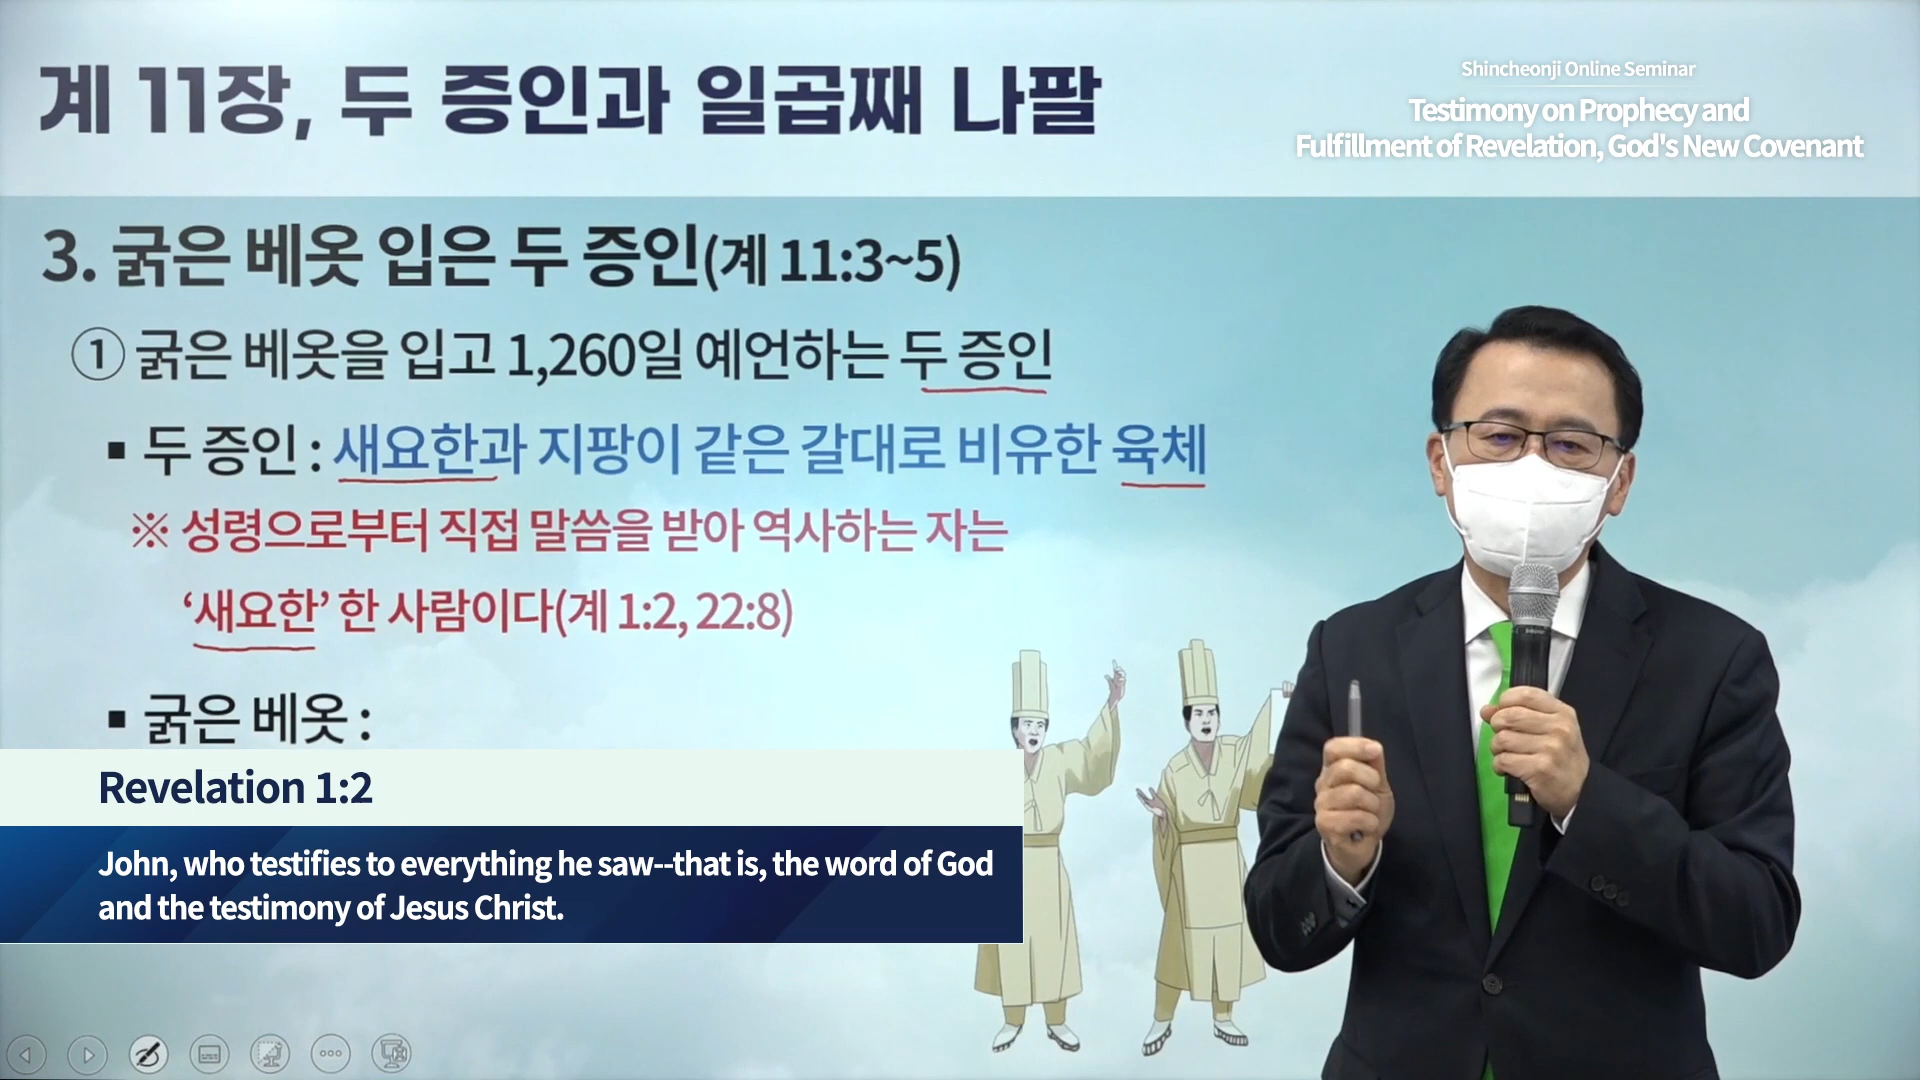 계 11장, 두 증인과 일곱째 나팔
Shincheonji Online Seminar
Testimony on Prophecy and
Fulfillment of Revelation, God's New Covenant
3. 굵은 베옷 입은 두 증인(계 11:3~5)
① 굵은 베옷을 입고 1,260일 예언하는 두 증인
▪ 두 증인 : 새요한과 지팡이 같은 갈대로 비유한 육체
※ 성령으로부터 직접 말씀을 받아 역사하는 자는
‘새요한’ 한 사람이다(계 1:2, 22:8)
▪ 굵은 베옷 :
Revelation 1:2
John, who testifies to everything he saw--that is, the word of God
and the testimony of Jesus Christ.